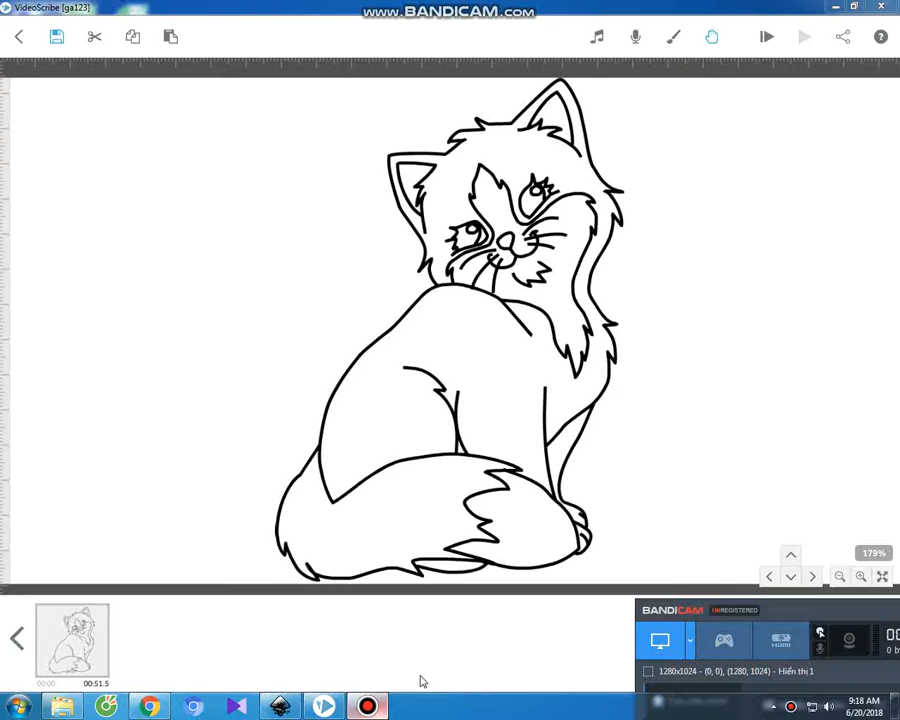 VideoScribe [ga123]
www.BANDICAM.com
179%
00:00
00:51.5
BANDICAM
UNREGISTERED
HDMI
1280x1024 - (0, 0), (1280, 1024) - Hiển thị 1
9:18 AM
6/20/2018